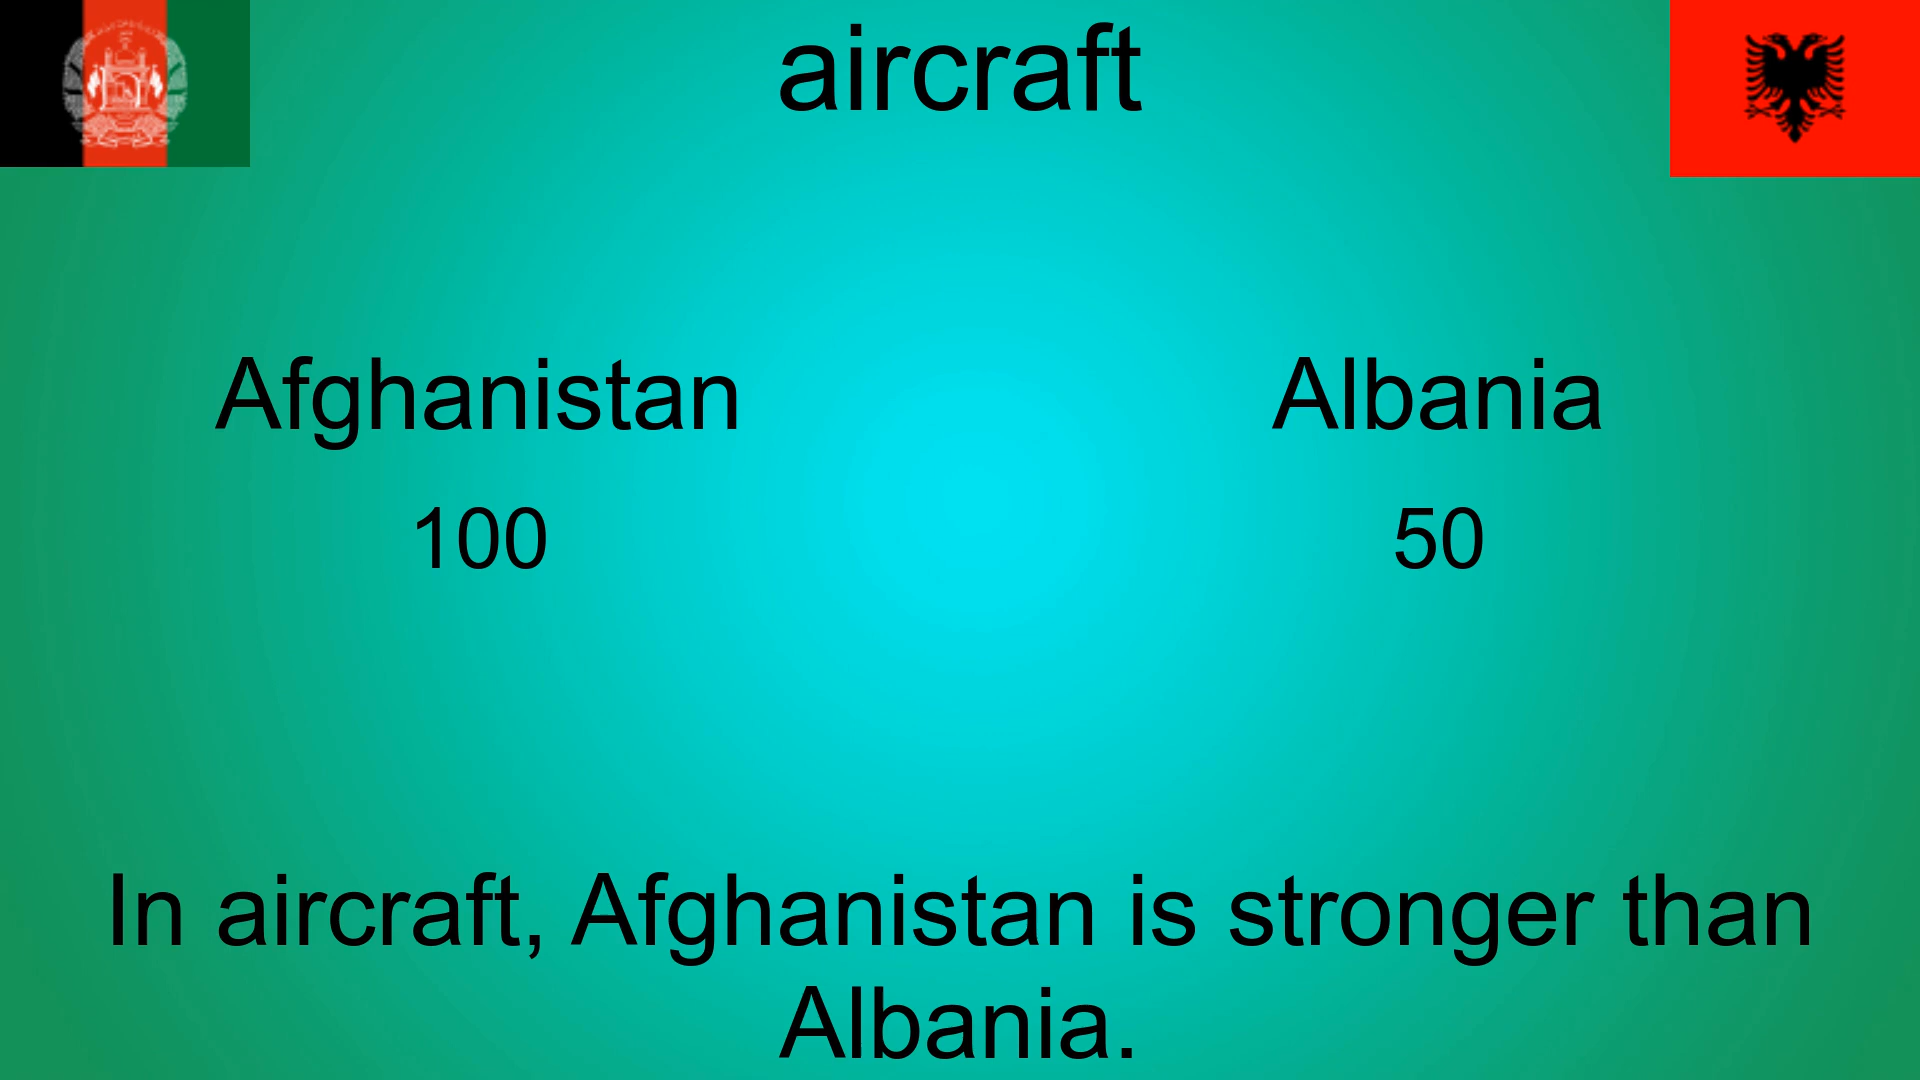 aircraft
Afghanistan
Albania
100
50
In aircraft, Afghanistan is stronger than
Albania.